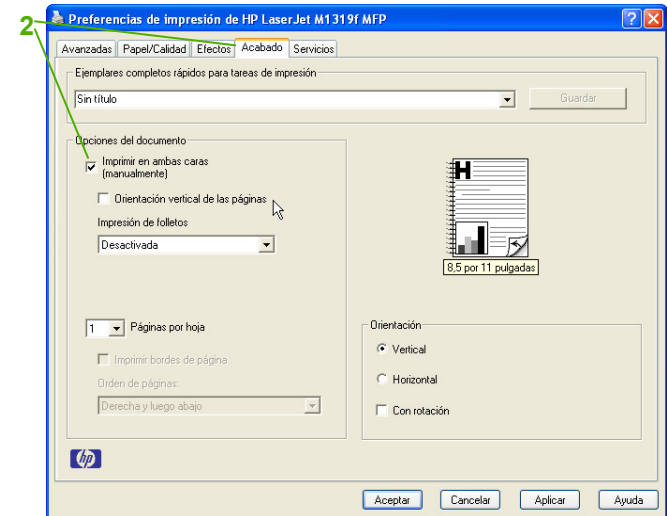 2
Preferencias de impresión de HP LaserJet M1319f MFP
Avanzadas Papel/Calidad Efectos Acabado Servicios
Ejemplares completos rápidos para tareas de impresión
Sin título
Guardar
Opciones del documento
Imprimir en ambas caras
(manualmente)
Orientación vertical de las páginas
Impresión de folletos
Desactivada
H
8,5 por 11 pulgadas
1 Páginas por hoja
Imprimir bordes de página
Orden de páginas:
Derecha y luego abajo
Orientación
Vertical
Horizontal
Con rotación
hp
Aceptar Cancelar Aplicar Ayuda